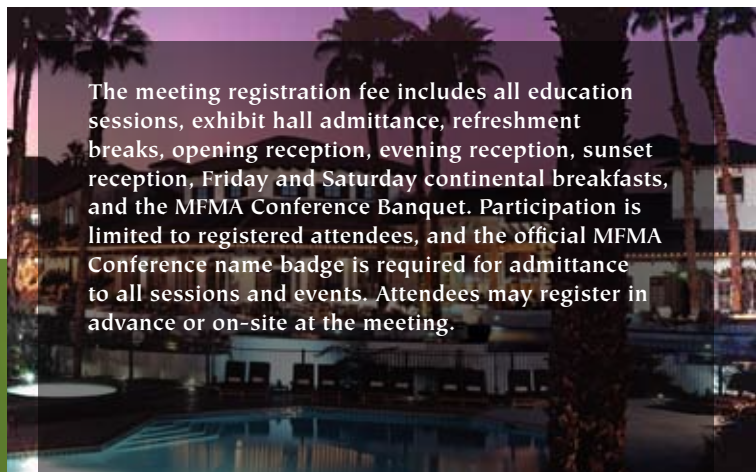 The meeting registration fee includes all education
sessions, exhibit hall admittance, refreshment
breaks, opening reception, evening reception, sunset
reception, Friday and Saturday continental breakfasts,
and the MFMA Conference Banquet. Participation is
limited to registered attendees, and the official MFMA
Conference name badge is required for admittance
to all sessions and events. Attendees may register in
advance or on-site at the meeting.